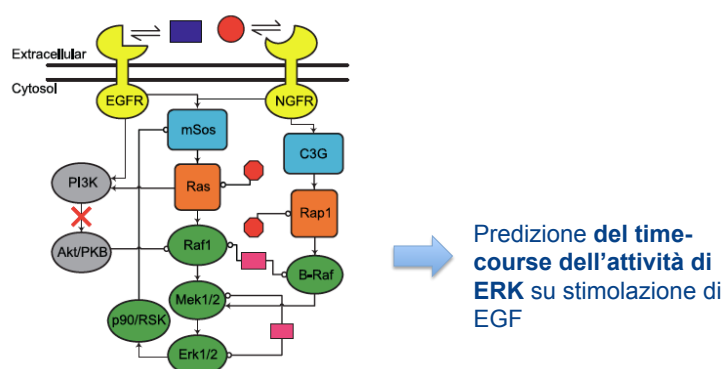 Extracellular
Cytosol
EGFR
NGFR
mSos
C3G
PI3K
Ras
Rap1
Akt/PKB
Raf1
B-Raf
Mek1/2
p90/RSK
Erk1/2
Predizione del time-
course dell'attività di
ERK su stimolazione di
EGF